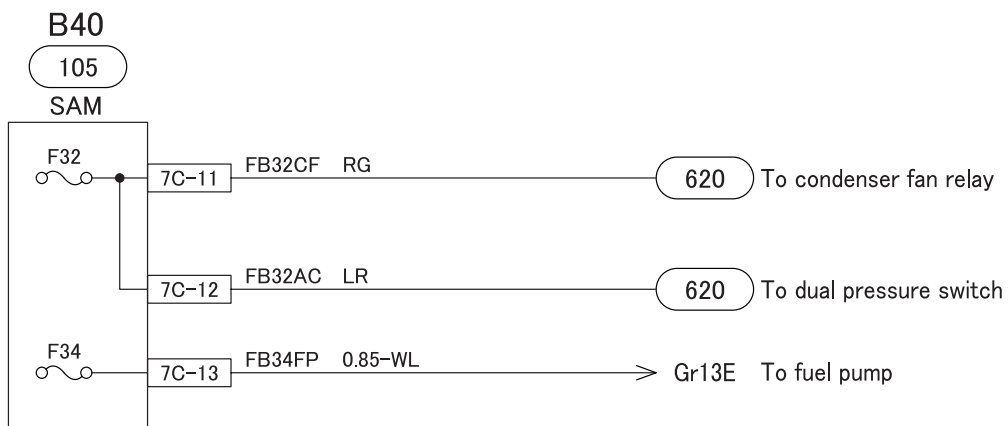 B40
105
SAM
F32
7C-11 FB32CF RG 620 To condenser fan relay
7C-12 FB32AC LR 620 To dual pressure switch
F34
7C-13 FB34FP 0.85-WL Gr13E To fuel pump